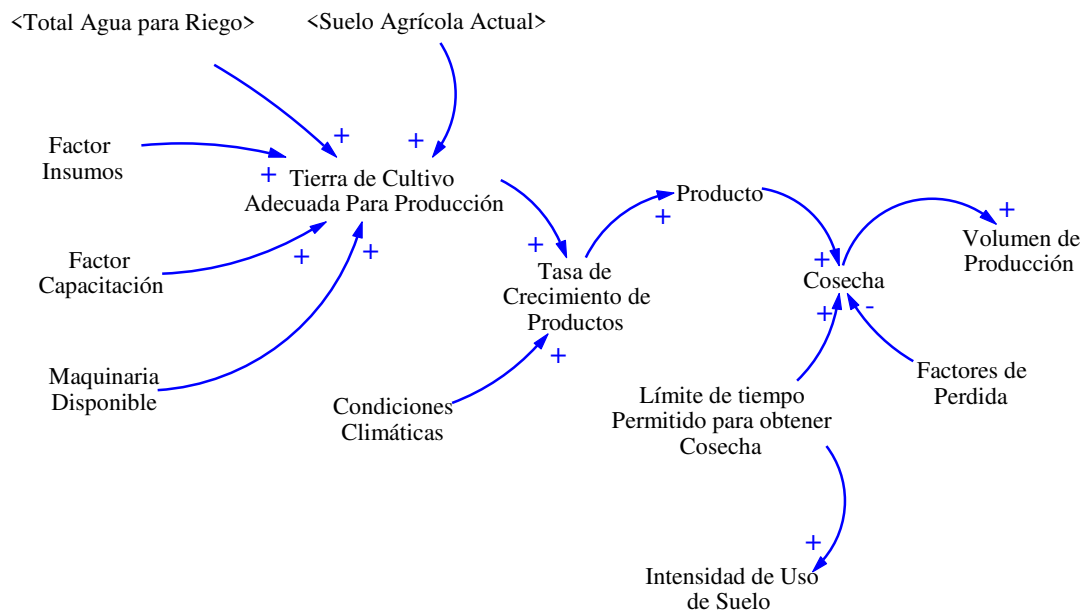 <Total Agua para Riego>
<Suelo Agrícola Actual>
+
+
Factor
Insumos
+
Tierra de Cultivo
Adecuada Para Producción
Producto
+
+
Volumen de
Producción
+
+
+
+
Factor
Capacitación
Tasa de
Crecimiento de
Productos
Cosecha
+
-
+
Maquinaria
Disponible
Condiciones
Climáticas
Límite de tiempo
Permitido para obtener
Cosecha
Factores de
Perdida
+
Intensidad de Uso
de Suelo